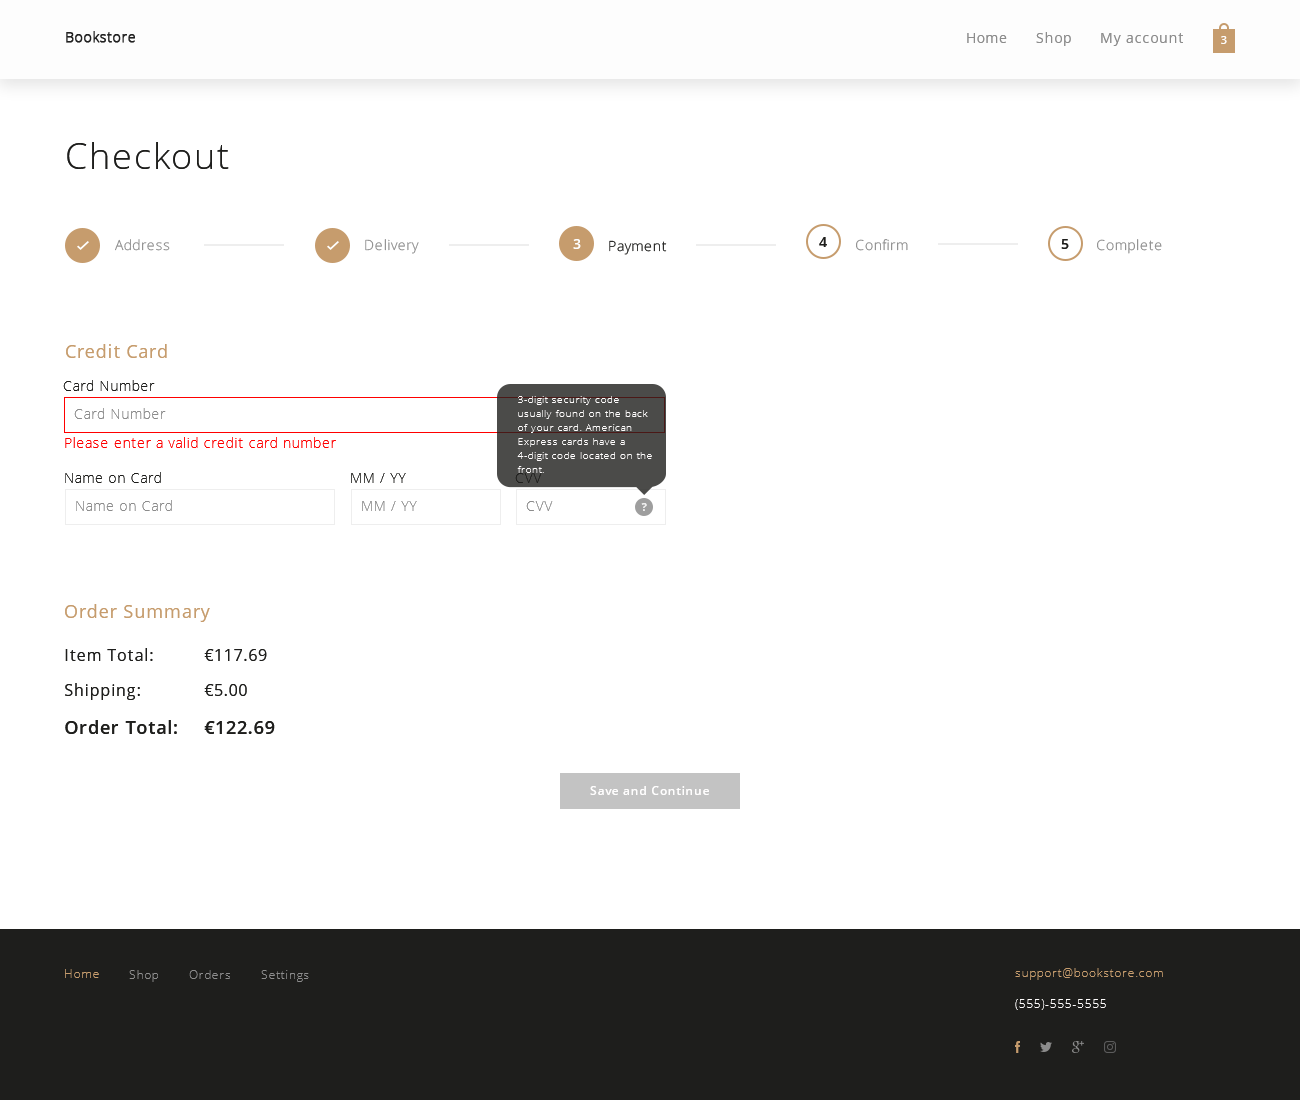 Bookstore
Home
Shop
My account
3
Checkout
Address
Delivery
3
Payment
4
Confirm
5
Complete
Credit Card
Card Number
Card Number
Please enter a valid credit card number
3-digit security code
usually found on the back
of your card. American
Express cards have a
4-digit code located on the
front.
Name on Card
MM / YY
CVV
Name on Card
MM / YY
CVV
?
Order Summary
Item Total: €117.69
Shipping: €5.00
Order Total: €122.69
Save and Continue
Home
Shop
Orders
Settings
support@bookstore.com
(555)-555-5555